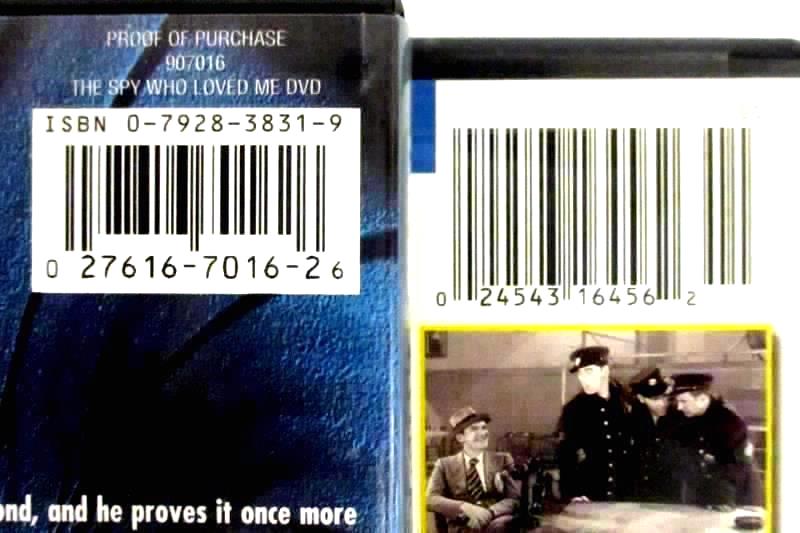 PROOF OF PURCHASE
907016
THE SPY WHO LOVED ME DVD
ISBN 0-7928-3831-9
0 27616-7016-2 6
0 24543 16456 2
ond, and he proves it once more